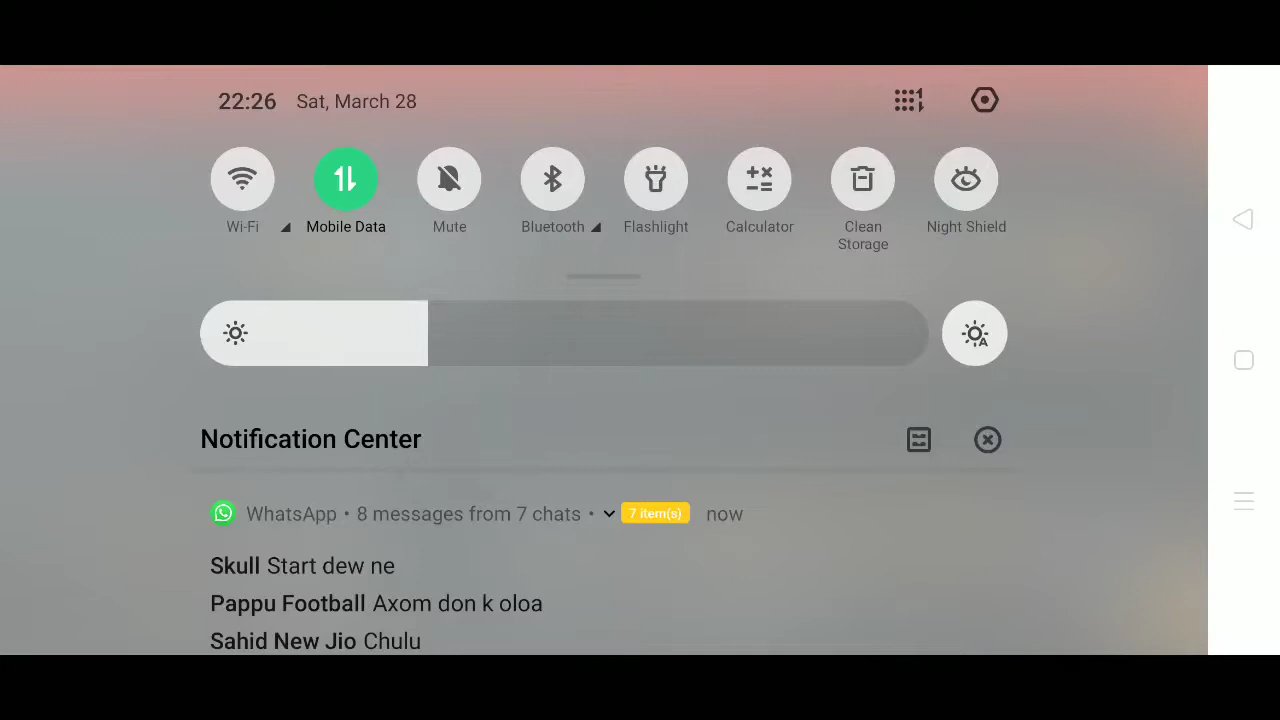 22:26 Sat, March 28
Wi-Fi Mobile Data Mute Bluetooth Flashlight Calculator Clean Storage Night Shield
Notification Center
WhatsApp • 8 messages from 7 chats • 7 item(s) now
Skull Start dew ne
Pappu Football Axom don k oloa
Sahid New Jio Chulu